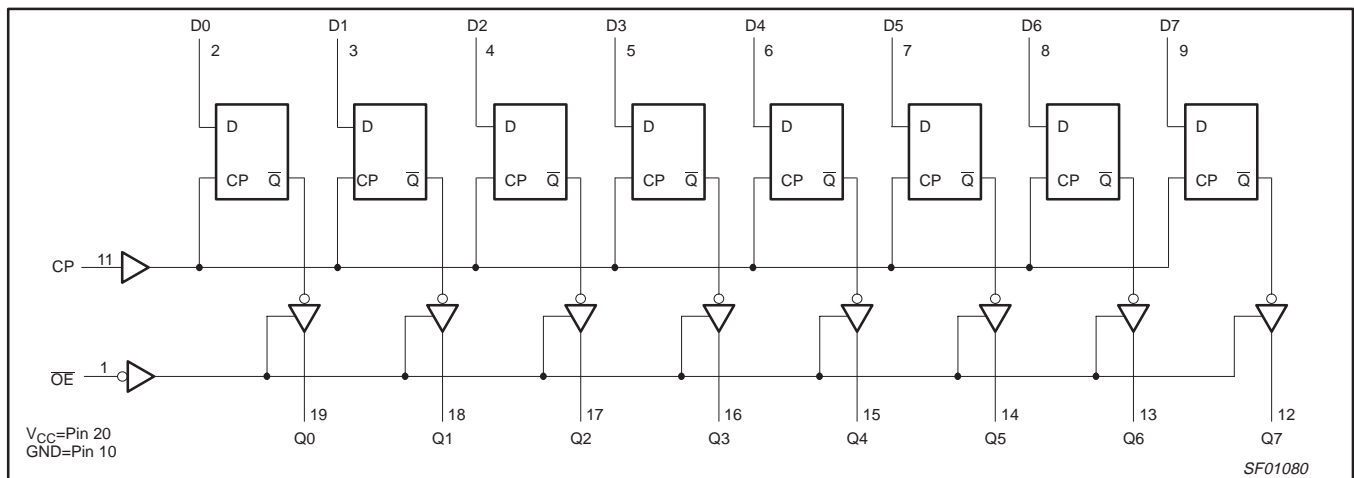 D0 D1 D2 D3 D4 D5 D6 D7
2 3 4 5 6 7 8 9
D D D D D D D D
CP Q̅ CP Q̅ CP Q̅ CP Q̅ CP Q̅ CP Q̅ CP Q̅ CP Q̅
CP 11
O̅E̅ 1
19 18 17 16 15 14 13 12
Q0 Q1 Q2 Q3 Q4 Q5 Q6 Q7
VCC=Pin 20
GND=Pin 10
SF01080